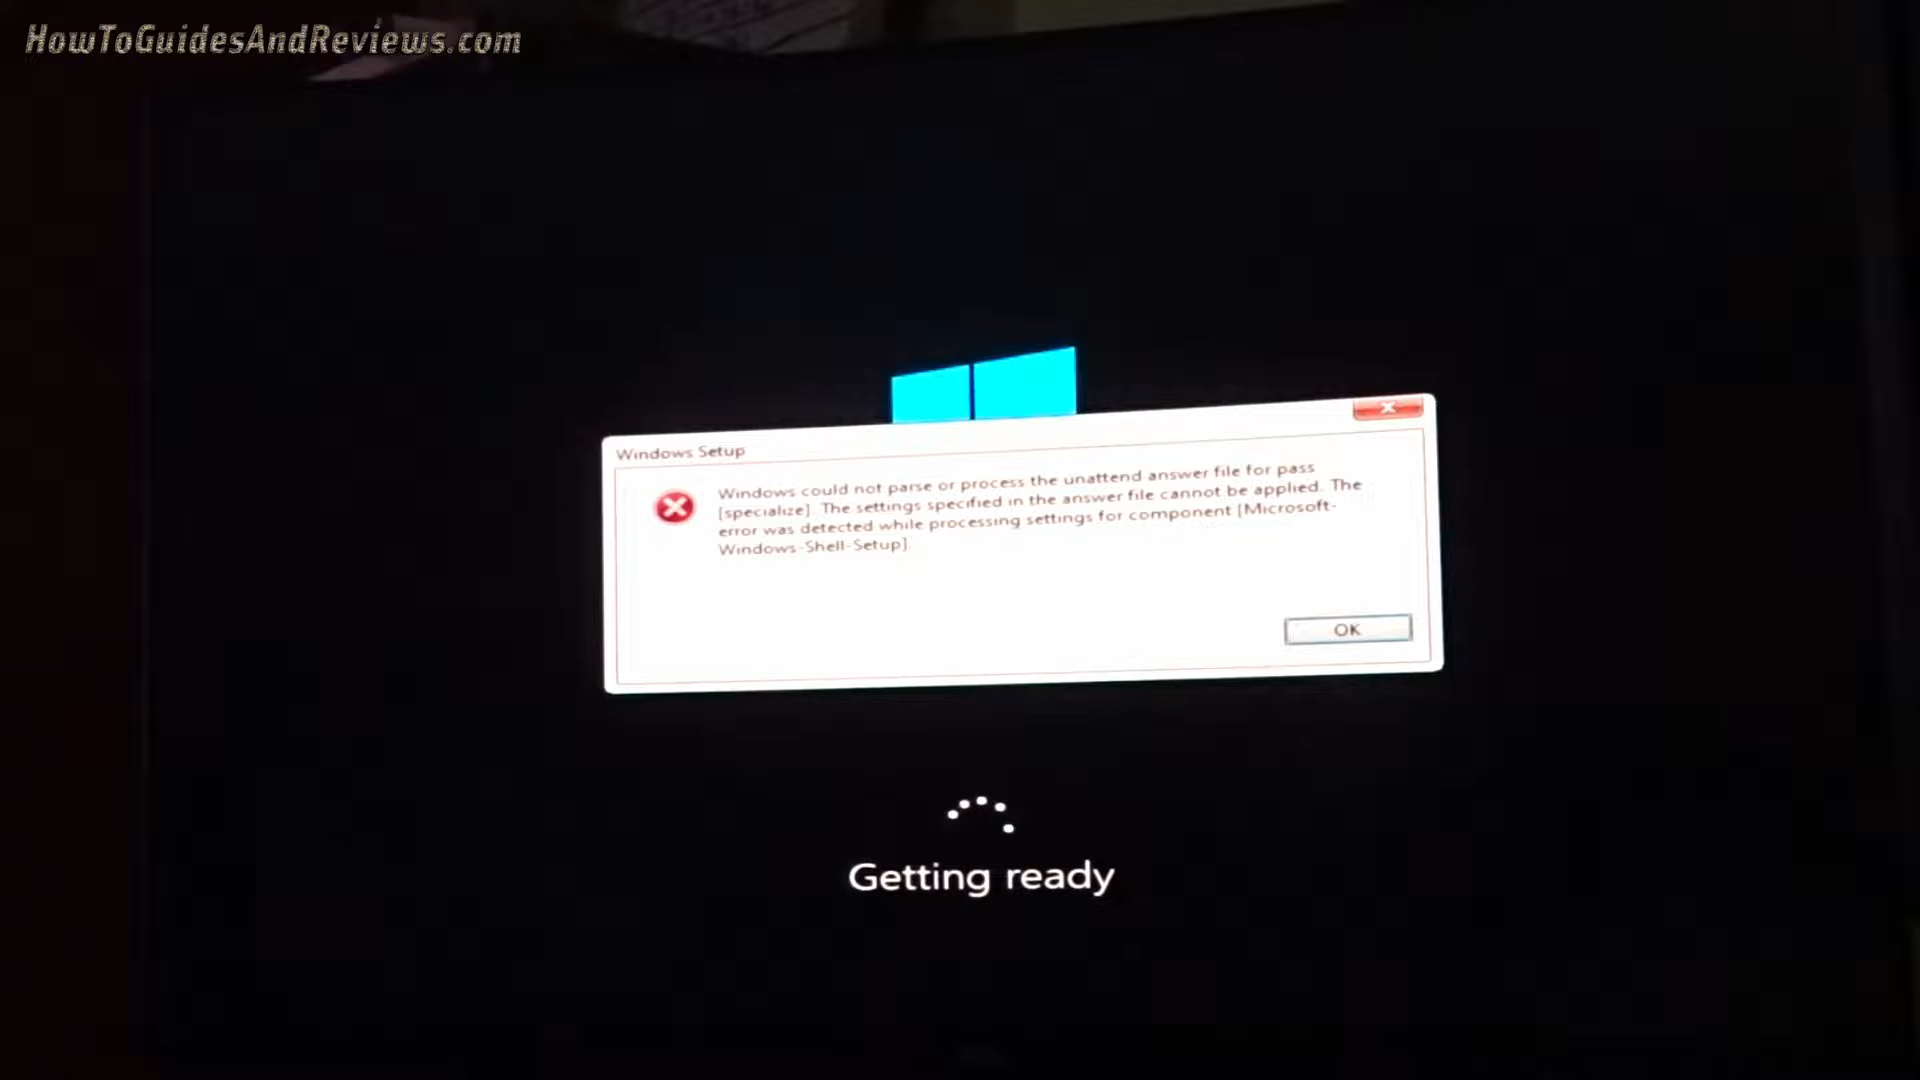 HowToGuidesAndReviews.com
Windows Setup
Windows could not parse or process the unattend answer file for pass
[specialize]. The settings specified in the answer file cannot be applied. The
error was detected while processing settings for component [Microsoft-
Windows-Shell-Setup].
OK
Getting ready